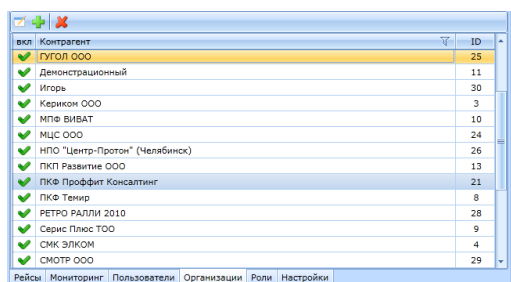 вкл Контрагент ID
ГУГОЛ ООО 25
Демонстрационный 11
Игорь 30
Кериком ООО 3
МПФ ВИВАТ 10
МЦС ООО 24
НПО "Центр-Протон" (Челябинск) 26
ПКП Развитие ООО 13
ПКФ Проффит Консалтинг 21
ПКФ Темир 8
РЕТРО РАЛЛИ 2010 28
Серис Плюс ТОО 9
СМК ЭЛКОМ 4
СМОТР ООО 29
Рейсы Мониторинг Пользователи Организации Роли Настройки